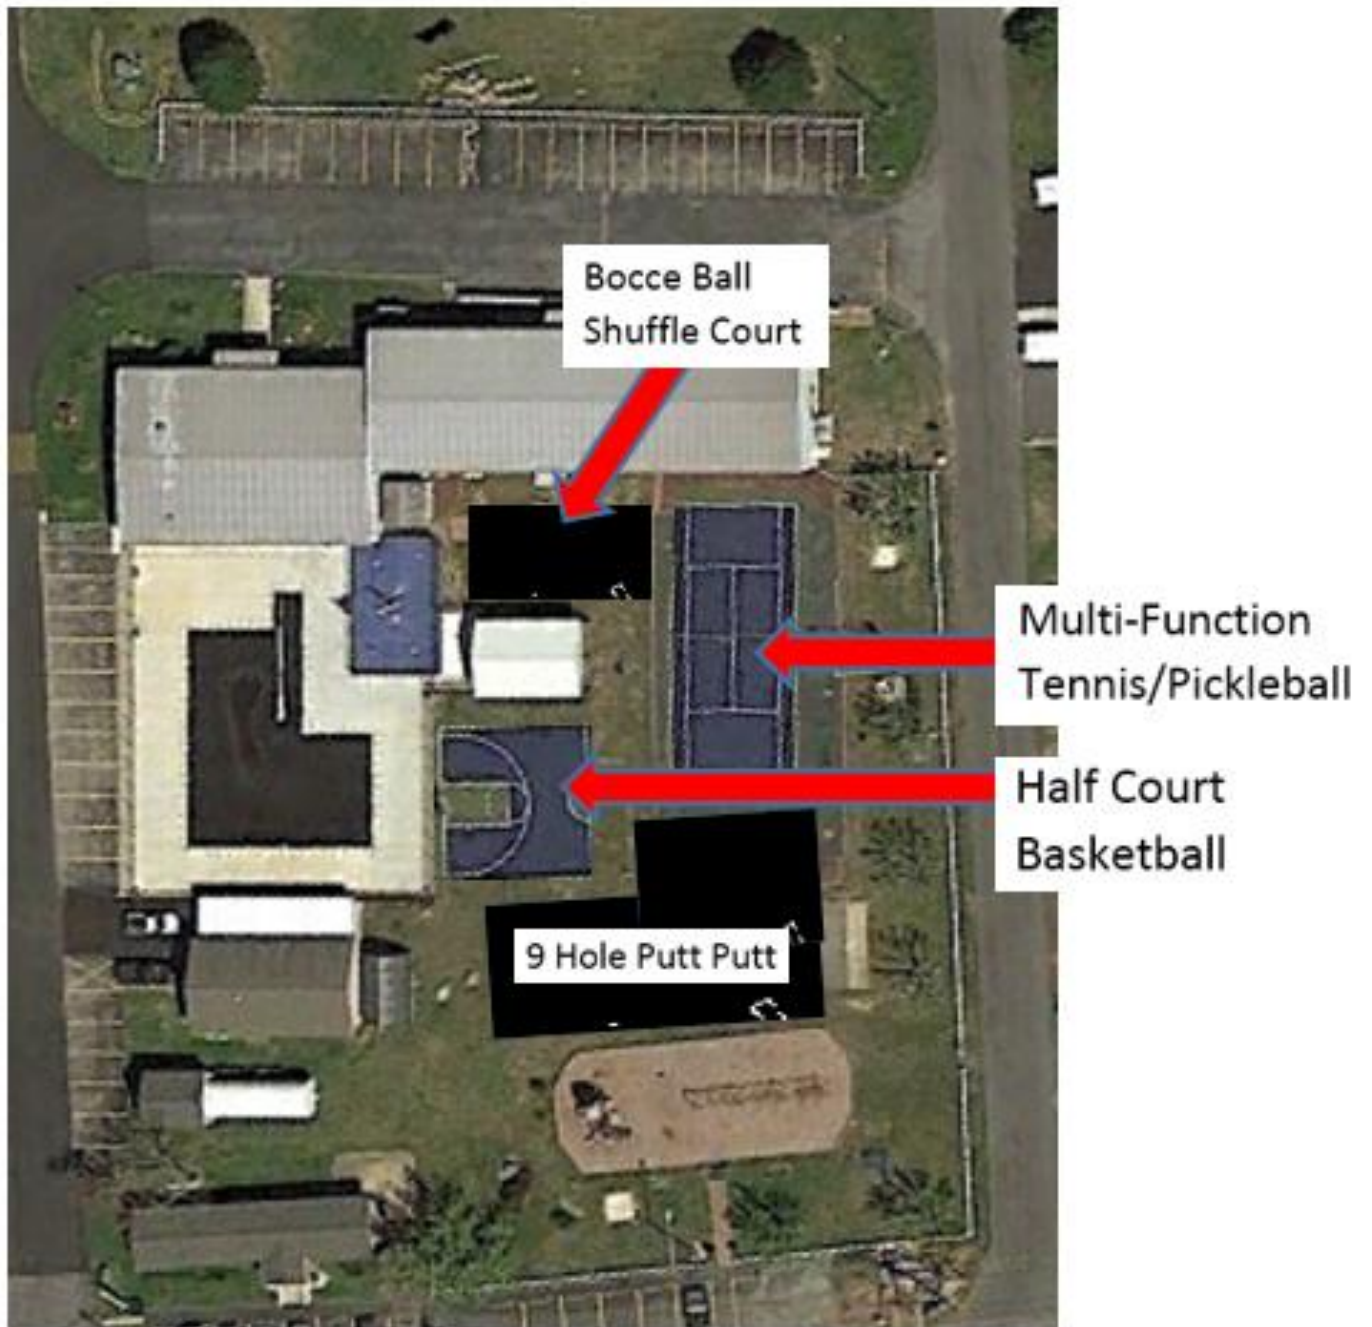 Bocce Ball
Shuffle Court
Multi-Function
Tennis/Pickleball
Half Court
Basketball
9 Hole Putt Putt